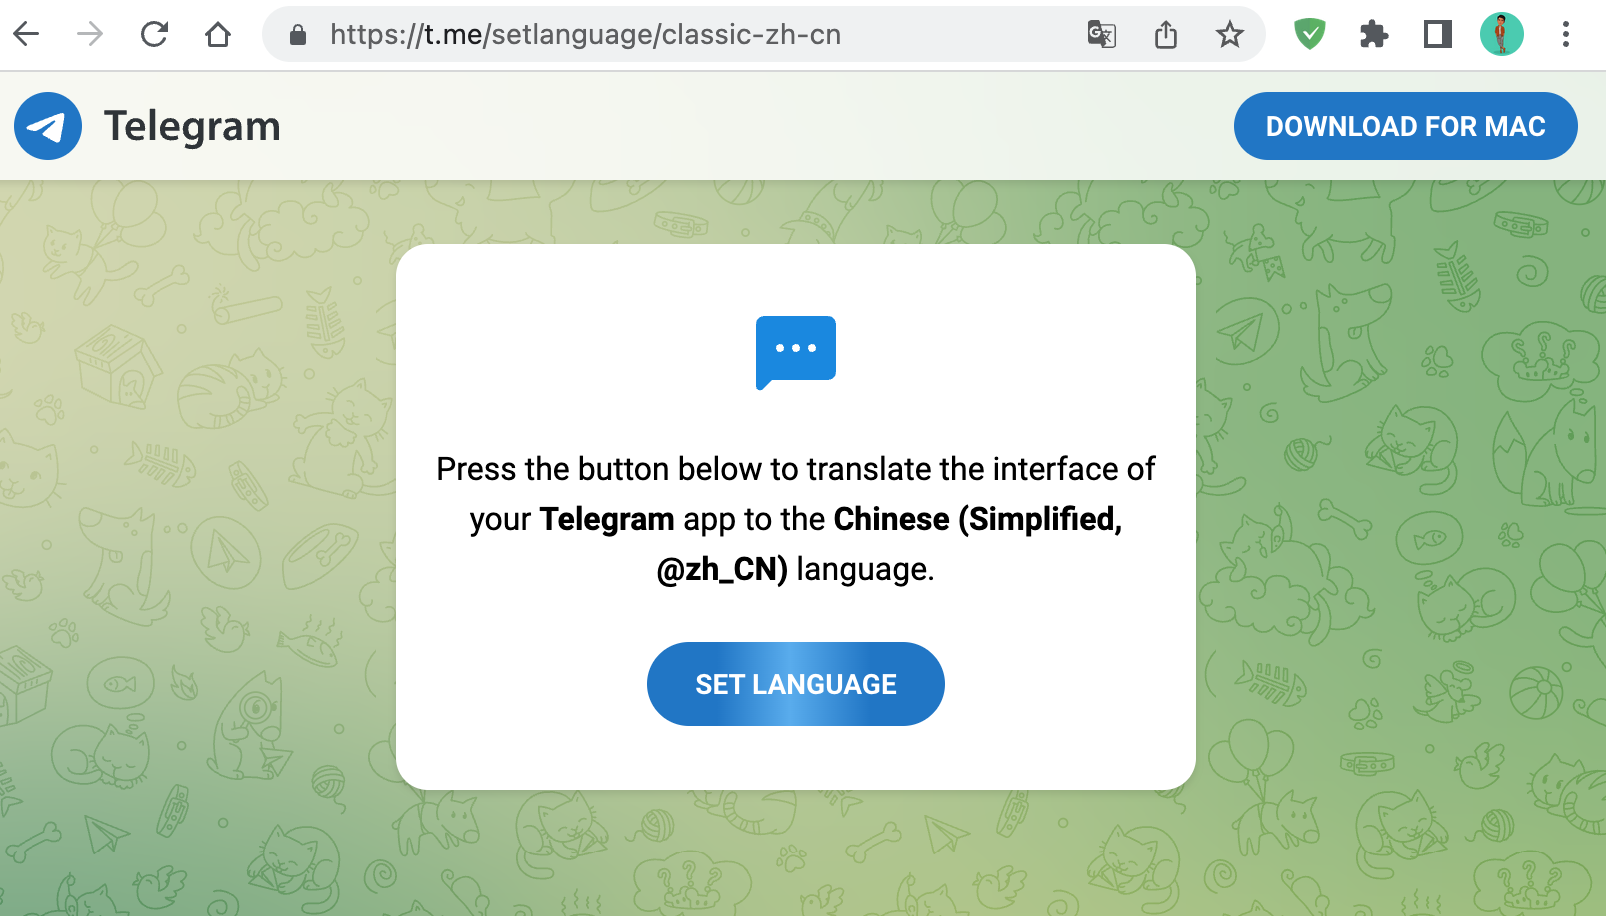 https://t.me/setlanguage/classic-zh-cn
Telegram
DOWNLOAD FOR MAC
Press the button below to translate the interface of
your Telegram app to the Chinese (Simplified,
@zh_CN) language.
SET LANGUAGE